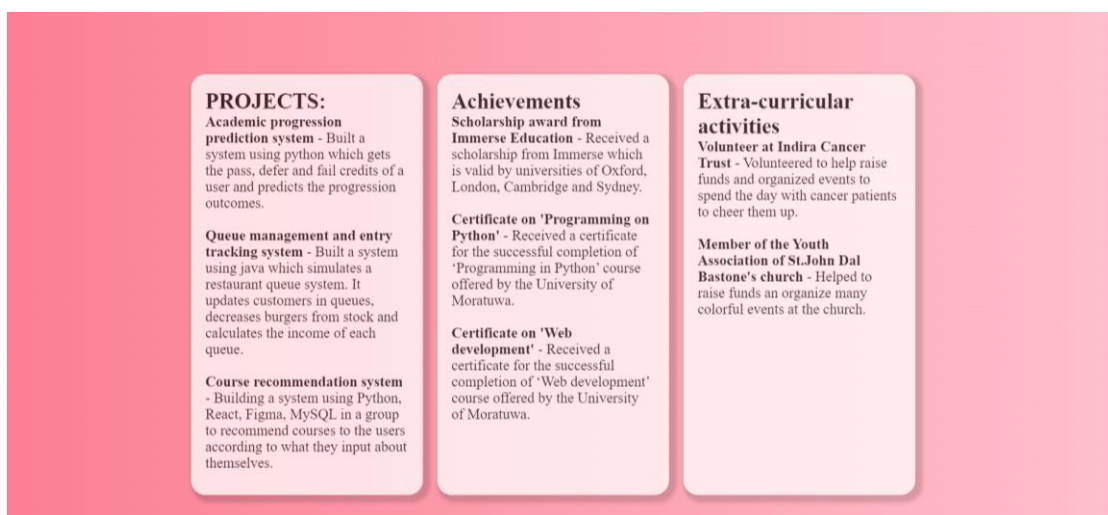 PROJECTS:
Academic progression
prediction system - Built a
system using python which gets
the pass, defer and fail credits of a
user and predicts the progression
outcomes.
Queue management and entry
tracking system - Built a system
using java which simulates a
restaurant queue system. It
updates customers in queues,
decreases burgers from stock and
calculates the income of each
queue.
Course recommendation system
- Building a system using Python,
React, Figma, MySQL in a group
to recommend courses to the users
according to what they input about
themselves.
Achievements
Scholarship award from
Immerse Education - Received a
scholarship from Immerse which
is valid by universities of Oxford,
London, Cambridge and Sydney.
Certificate on 'Programming on
Python' - Received a certificate
for the successful completion of
‘Programming in Python’ course
offered by the University of
Moratuwa.
Certificate on 'Web
development' - Received a
certificate for the successful
completion of ‘Web development’
course offered by the University
of Moratuwa.
Extra-curricular
activities
Volunteer at Indira Cancer
Trust - Volunteered to help raise
funds and organized events to
spend the day with cancer patients
to cheer them up.
Member of the Youth
Association of St.John Dal
Bastone's church - Helped to
raise funds an organize many
colorful events at the church.